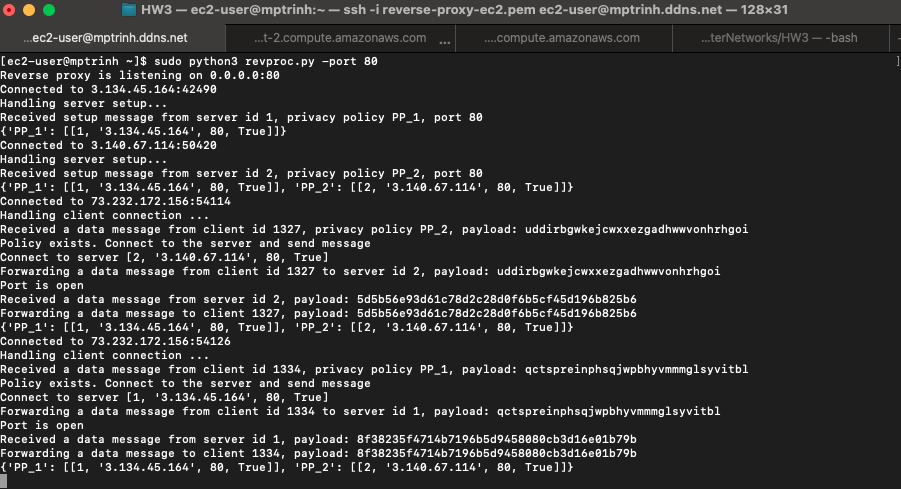 HW3 — ec2-user@mptrinh:~ — ssh -i reverse-proxy-ec2.pem ec2-user@mptrinh.ddns.net — 128×31
...ec2-user@mptrinh.ddns.net
...t-2.compute.amazonaws.com ...
....compute.amazonaws.com
...terNetworks/HW3 — -bash
[ec2-user@mptrinh ~]$ sudo python3 revproc.py -port 80 ]
Reverse proxy is listening on 0.0.0.0:80
Connected to 3.134.45.164:42490
Handling server setup...
Received setup message from server id 1, privacy policy PP_1, port 80
{'PP_1': [[1, '3.134.45.164', 80, True]]}
Connected to 3.140.67.114:50420
Handling server setup...
Received setup message from server id 2, privacy policy PP_2, port 80
{'PP_1': [[1, '3.134.45.164', 80, True]], 'PP_2': [[2, '3.140.67.114', 80, True]]}
Connected to 73.232.172.156:54114
Handling client connection ...
Received a data message from client id 1327, privacy policy PP_2, payload: uddirbgwkejcwxxezgadhwwvonhrhgoi
Policy exists. Connect to the server and send message
Connect to server [2, '3.140.67.114', 80, True]
Forwarding a data message from client id 1327 to server id 2, payload: uddirbgwkejcwxxezgadhwwvonhrhgoi
Port is open
Received a data message from server id 2, payload: 5d5b56e93d61c78d2c28d0f6b5cf45d196b825b6
Forwarding a data message to client 1327, payload: 5d5b56e93d61c78d2c28d0f6b5cf45d196b825b6
{'PP_1': [[1, '3.134.45.164', 80, True]], 'PP_2': [[2, '3.140.67.114', 80, True]]}
Connected to 73.232.172.156:54126
Handling client connection ...
Received a data message from client id 1334, privacy policy PP_1, payload: qctspreinphsqjwpbhyvmmmglsyvitbl
Policy exists. Connect to the server and send message
Connect to server [1, '3.134.45.164', 80, True]
Forwarding a data message from client id 1334 to server id 1, payload: qctspreinphsqjwpbhyvmmmglsyvitbl
Port is open
Received a data message from server id 1, payload: 8f38235f4714b7196b5d9458080cb3d16e01b79b
Forwarding a data message to client 1334, payload: 8f38235f4714b7196b5d9458080cb3d16e01b79b
{'PP_1': [[1, '3.134.45.164', 80, True]], 'PP_2': [[2, '3.140.67.114', 80, True]]}